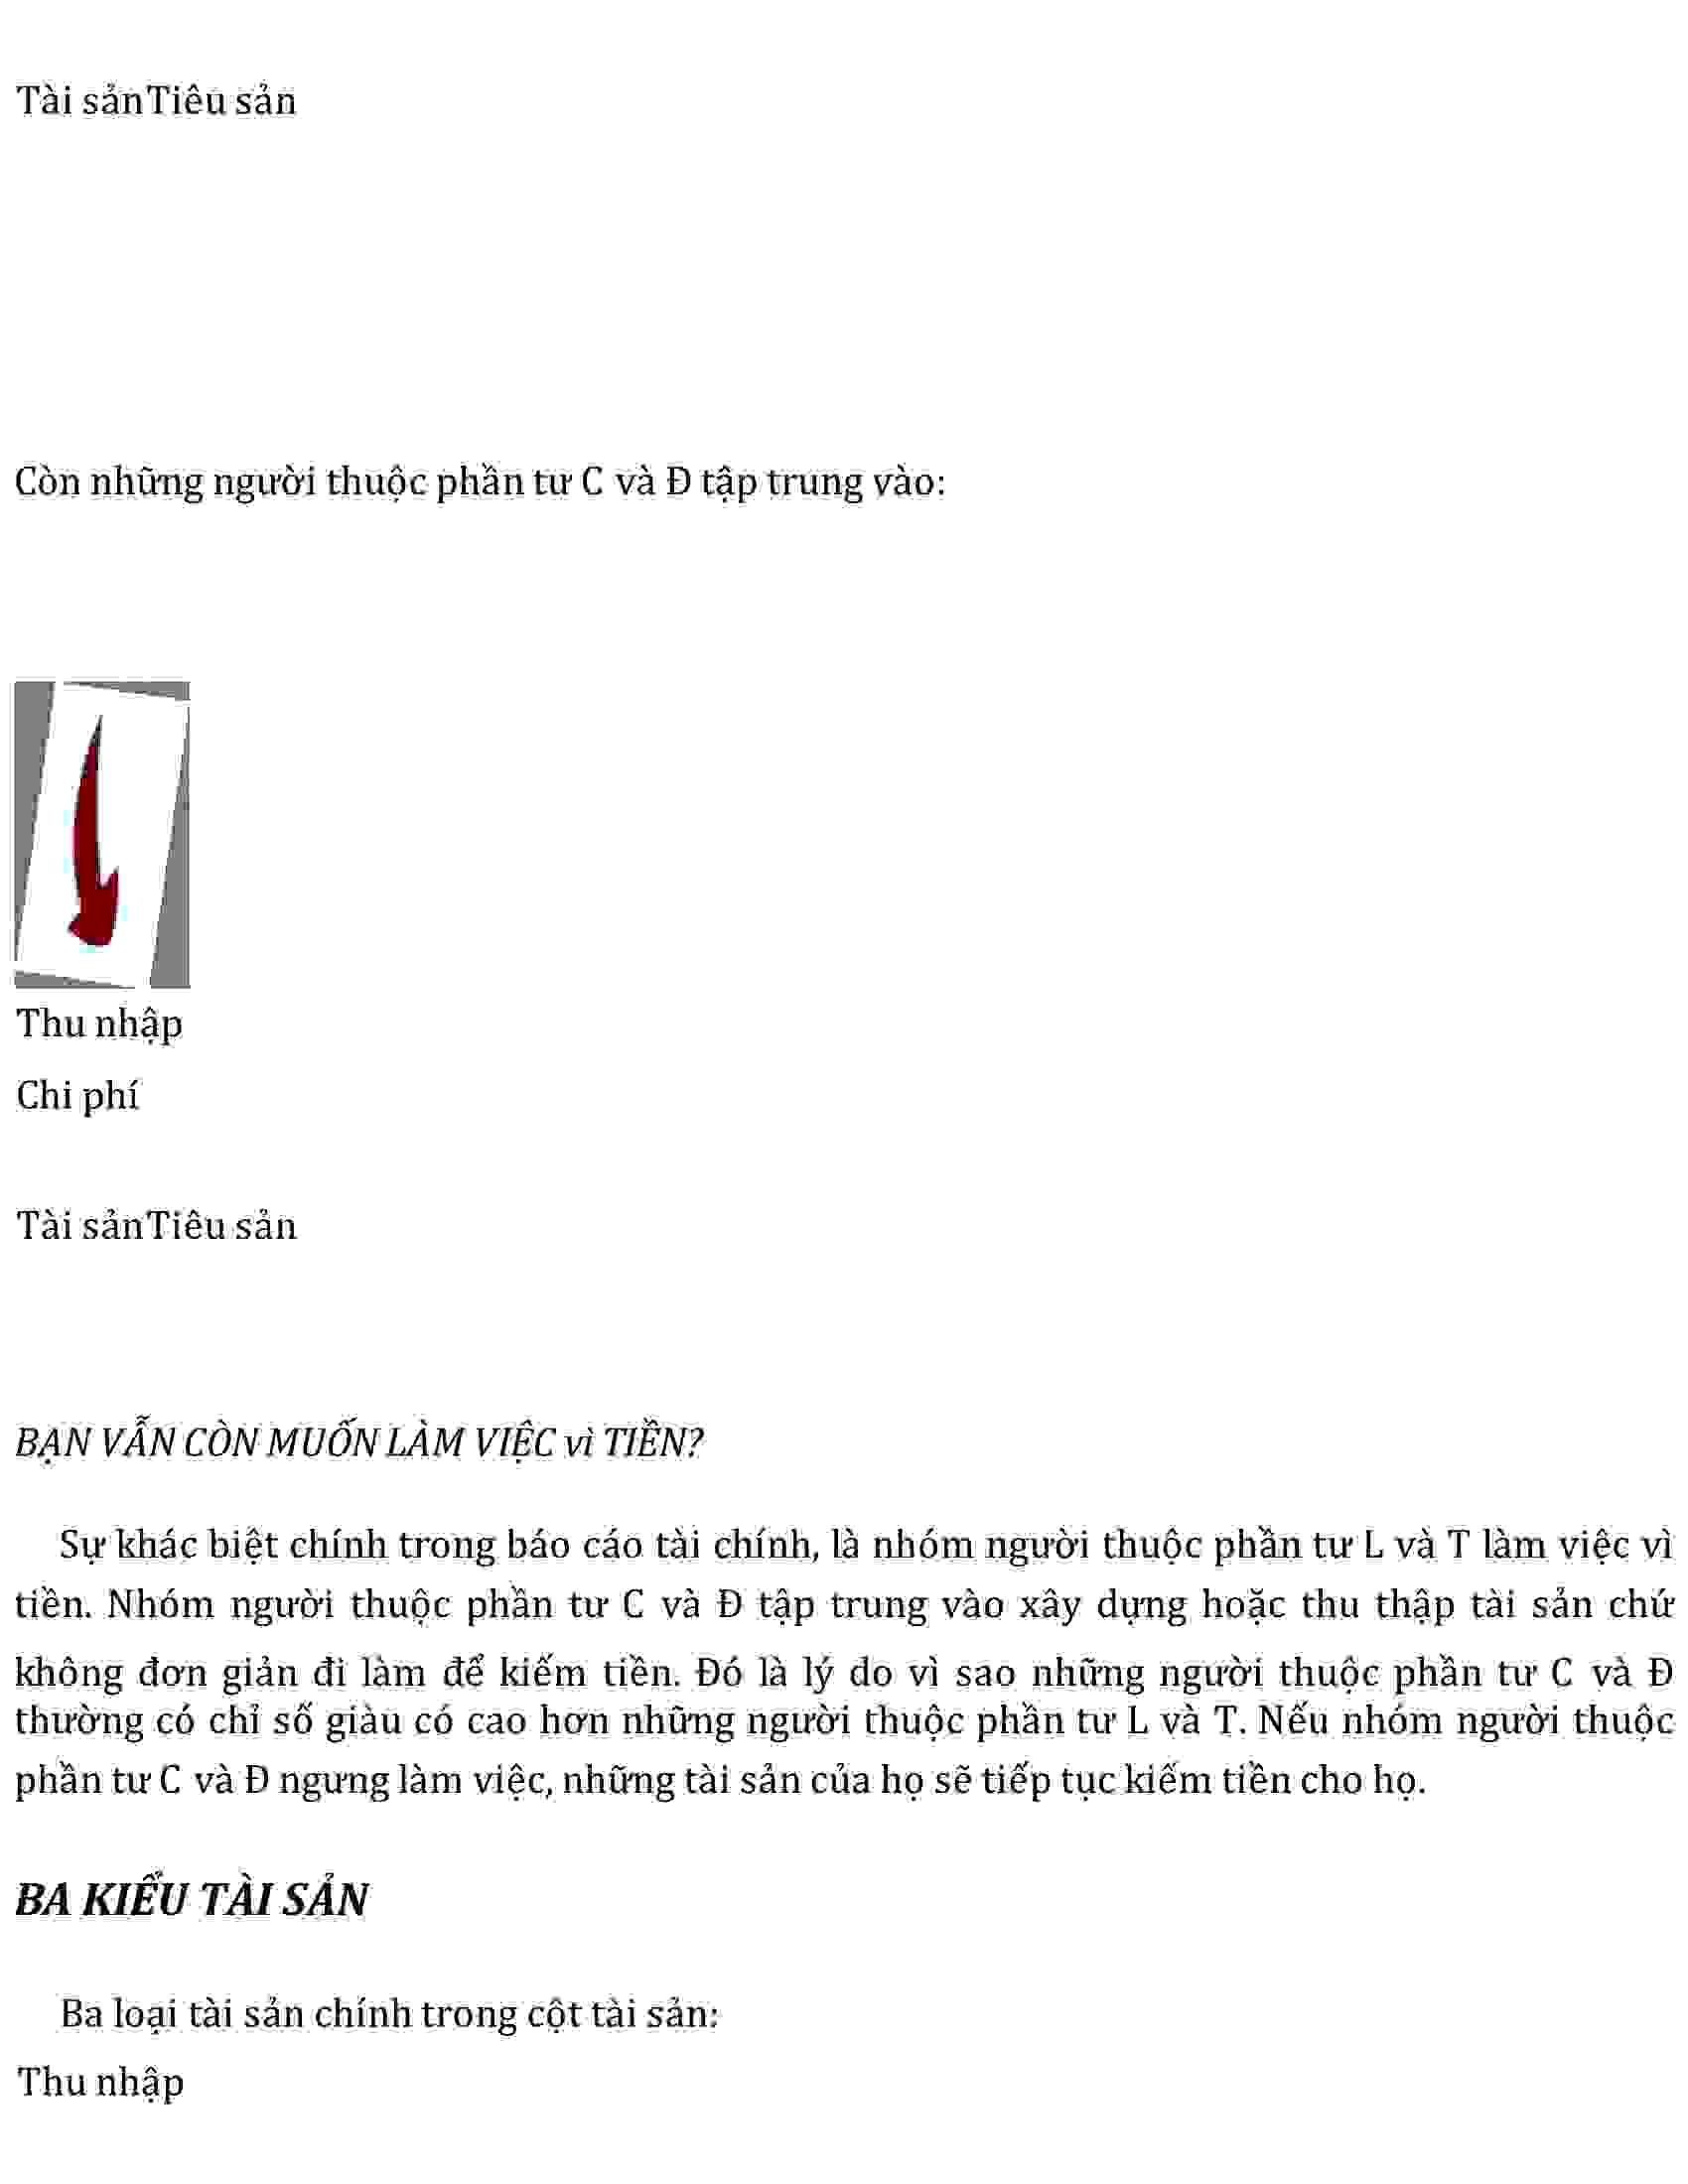 Tài sảnTiêu sản
Còn những người thuộc phần tư C và Đ tập trung vào:
Thu nhập
Chi phí
Tài sảnTiêu sản
BẠN VẪN CÒN MUỐN LÀM VIỆC vì TIỀN?
Sự khác biệt chính trong báo cáo tài chính, là nhóm người thuộc phần tư L và T làm việc vì
tiền. Nhóm người thuộc phần tư C và Đ tập trung vào xây dựng hoặc thu thập tài sản chứ
không đơn giản đi làm để kiếm tiền. Đó là lý do vì sao những người thuộc phần tư C và Đ
thường có chỉ số giàu có cao hơn những người thuộc phần tư L và T. Nếu nhóm người thuộc
phần tư C và Đ ngưng làm việc, những tài sản của họ sẽ tiếp tục kiếm tiền cho họ.
BA KIỂU TÀI SẢN
Ba loại tài sản chính trong cột tài sản:
Thu nhập